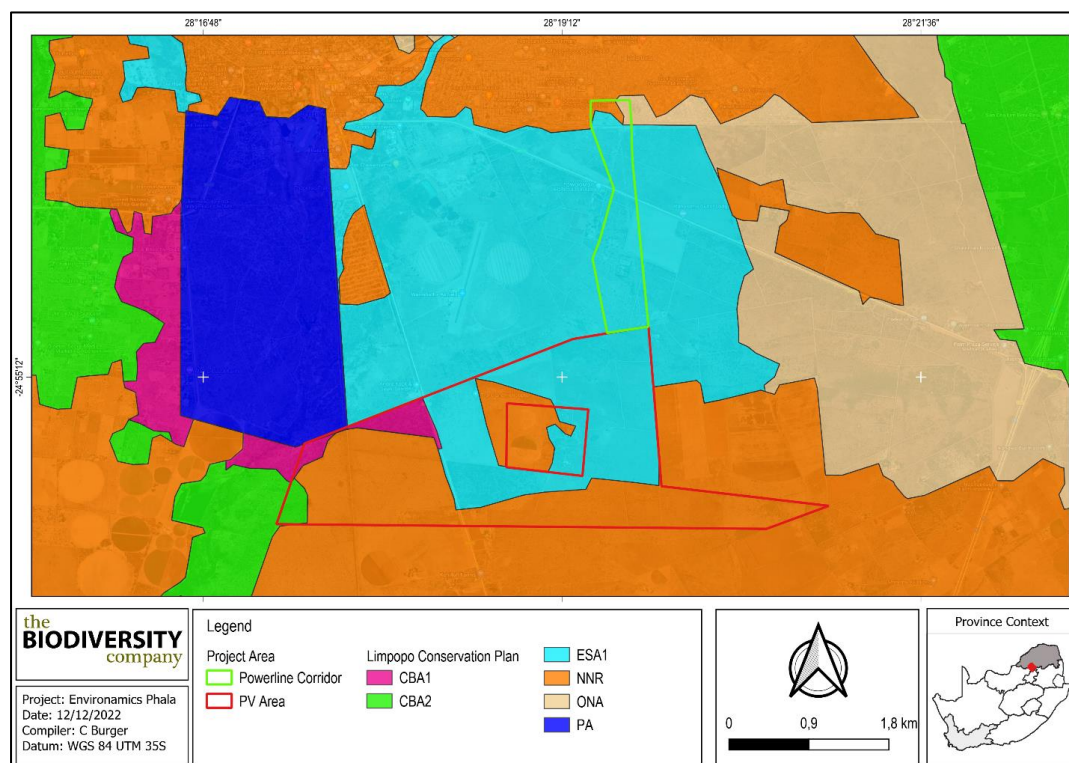 28°16'48"
28°19'12"
28°21'36"
-24°55'12"
the
BIODIVERSITY
company
Project: Environamics Phala
Date: 12/12/2022
Compiler: C Burger
Datum: WGS 84 UTM 35S
Legend
Project Area
Powerline Corridor
PV Area
Limpopo Conservation Plan
CBA1
CBA2
ESA1
NNR
ONA
PA
0 0,9 1,8 km
Province Context